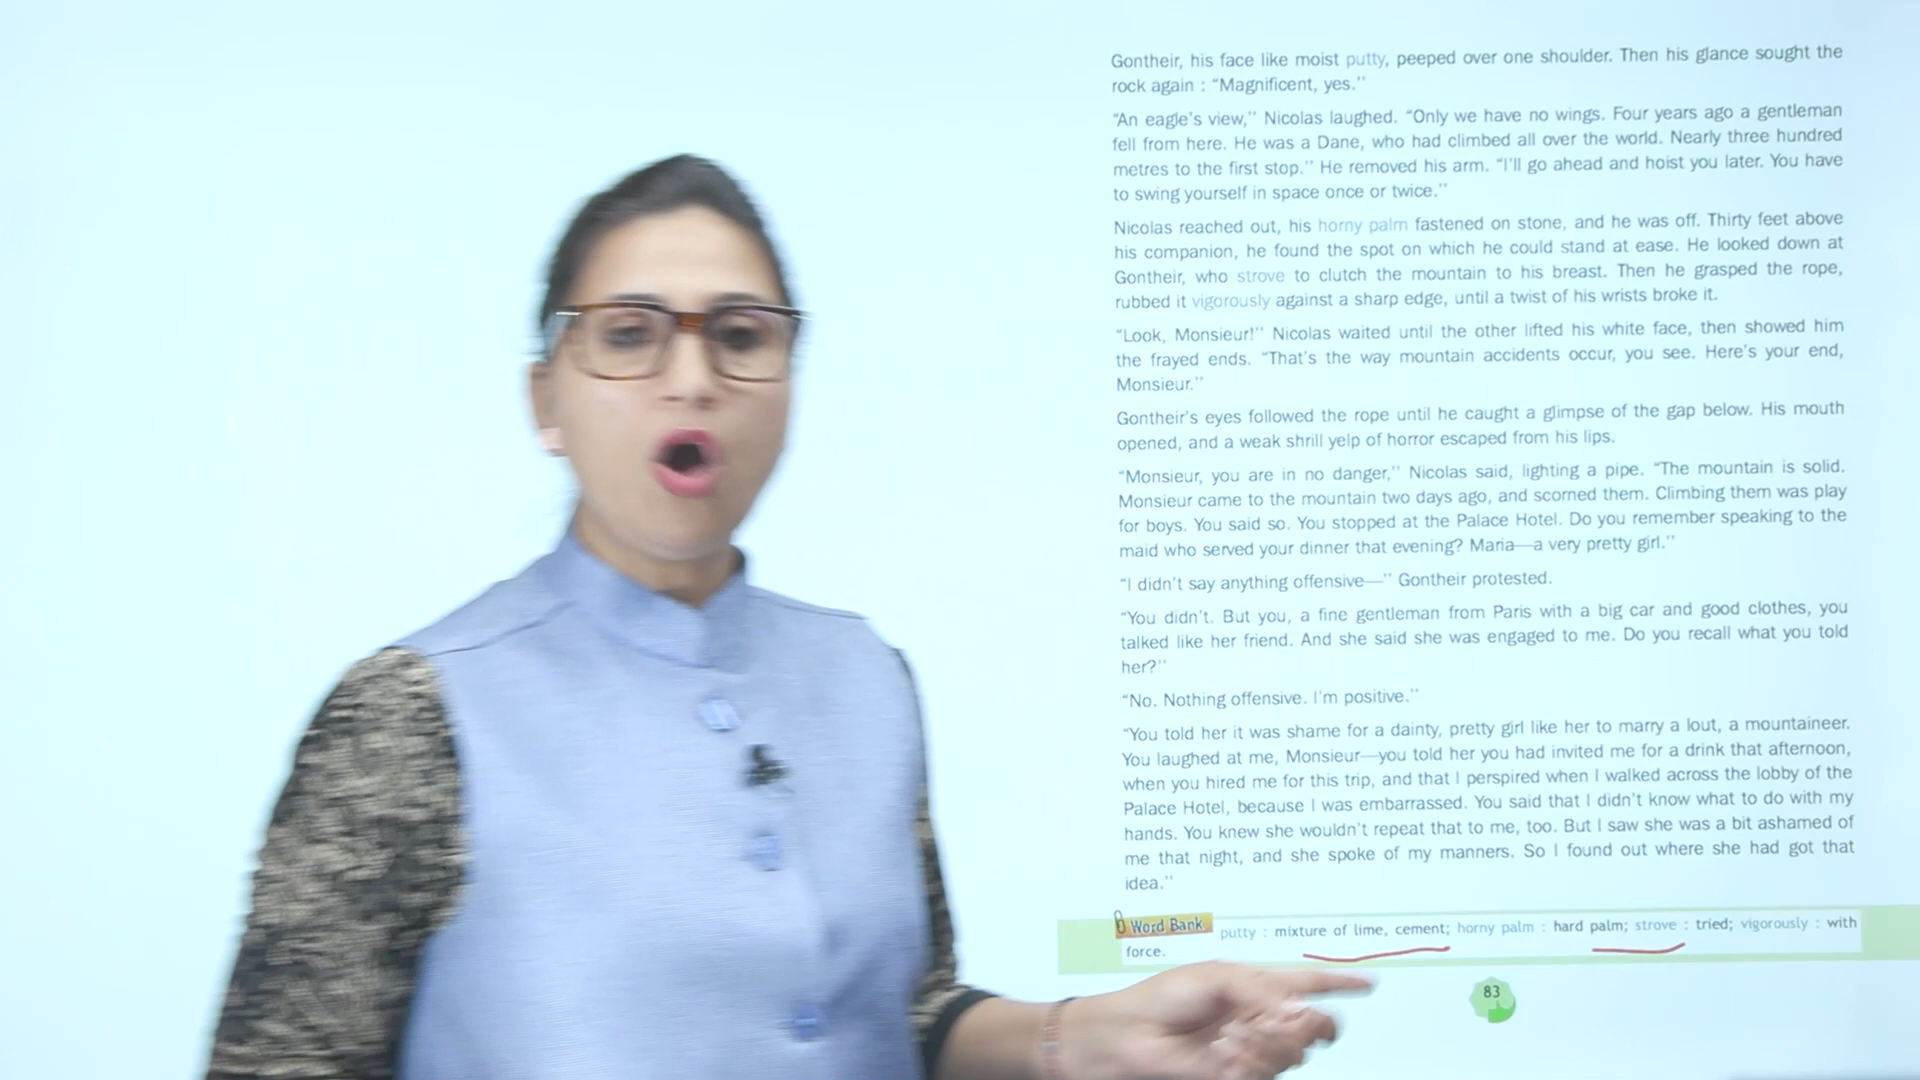 Gontheir, his face like moist putty, peeped over one shoulder. Then his glance sought the
rock again : “Magnificent, yes.’’
“An eagle’s view,’’ Nicolas laughed. “Only we have no wings. Four years ago a gentleman
fell from here. He was a Dane, who had climbed all over the world. Nearly three hundred
metres to the first stop.’’ He removed his arm. “I’ll go ahead and hoist you later. You have
to swing yourself in space once or twice.’’
Nicolas reached out, his horny palm fastened on stone, and he was off. Thirty feet above
his companion, he found the spot on which he could stand at ease. He looked down at
Gontheir, who strove to clutch the mountain to his breast. Then he grasped the rope,
rubbed it vigorously against a sharp edge, until a twist of his wrists broke it.
“Look, Monsieur!’’ Nicolas waited until the other lifted his white face, then showed him
the frayed ends. “That’s the way mountain accidents occur, you see. Here’s your end,
Monsieur.’’
Gontheir’s eyes followed the rope until he caught a glimpse of the gap below. His mouth
opened, and a weak shrill yelp of horror escaped from his lips.
“Monsieur, you are in no danger,’’ Nicolas said, lighting a pipe. “The mountain is solid.
Monsieur came to the mountain two days ago, and scorned them. Climbing them was play
for boys. You said so. You stopped at the Palace Hotel. Do you remember speaking to the
maid who served your dinner that evening? Maria—a very pretty girl.’’
“I didn’t say anything offensive—’’ Gontheir protested.
“You didn’t. But you, a fine gentleman from Paris with a big car and good clothes, you
talked like her friend. And she said she was engaged to me. Do you recall what you told
her?’’
“No. Nothing offensive. I’m positive.’’
“You told her it was shame for a dainty, pretty girl like her to marry a lout, a mountaineer.
You laughed at me, Monsieur—you told her you had invited me for a drink that afternoon,
when you hired me for this trip, and that I perspired when I walked across the lobby of the
Palace Hotel, because I was embarrassed. You said that I didn’t know what to do with my
hands. You knew she wouldn’t repeat that to me, too. But I saw she was a bit ashamed of
me that night, and she spoke of my manners. So I found out where she had got that
idea.’’
Word Bank putty : mixture of lime, cement; horny palm : hard palm; strove : tried; vigorously : with
force.
83